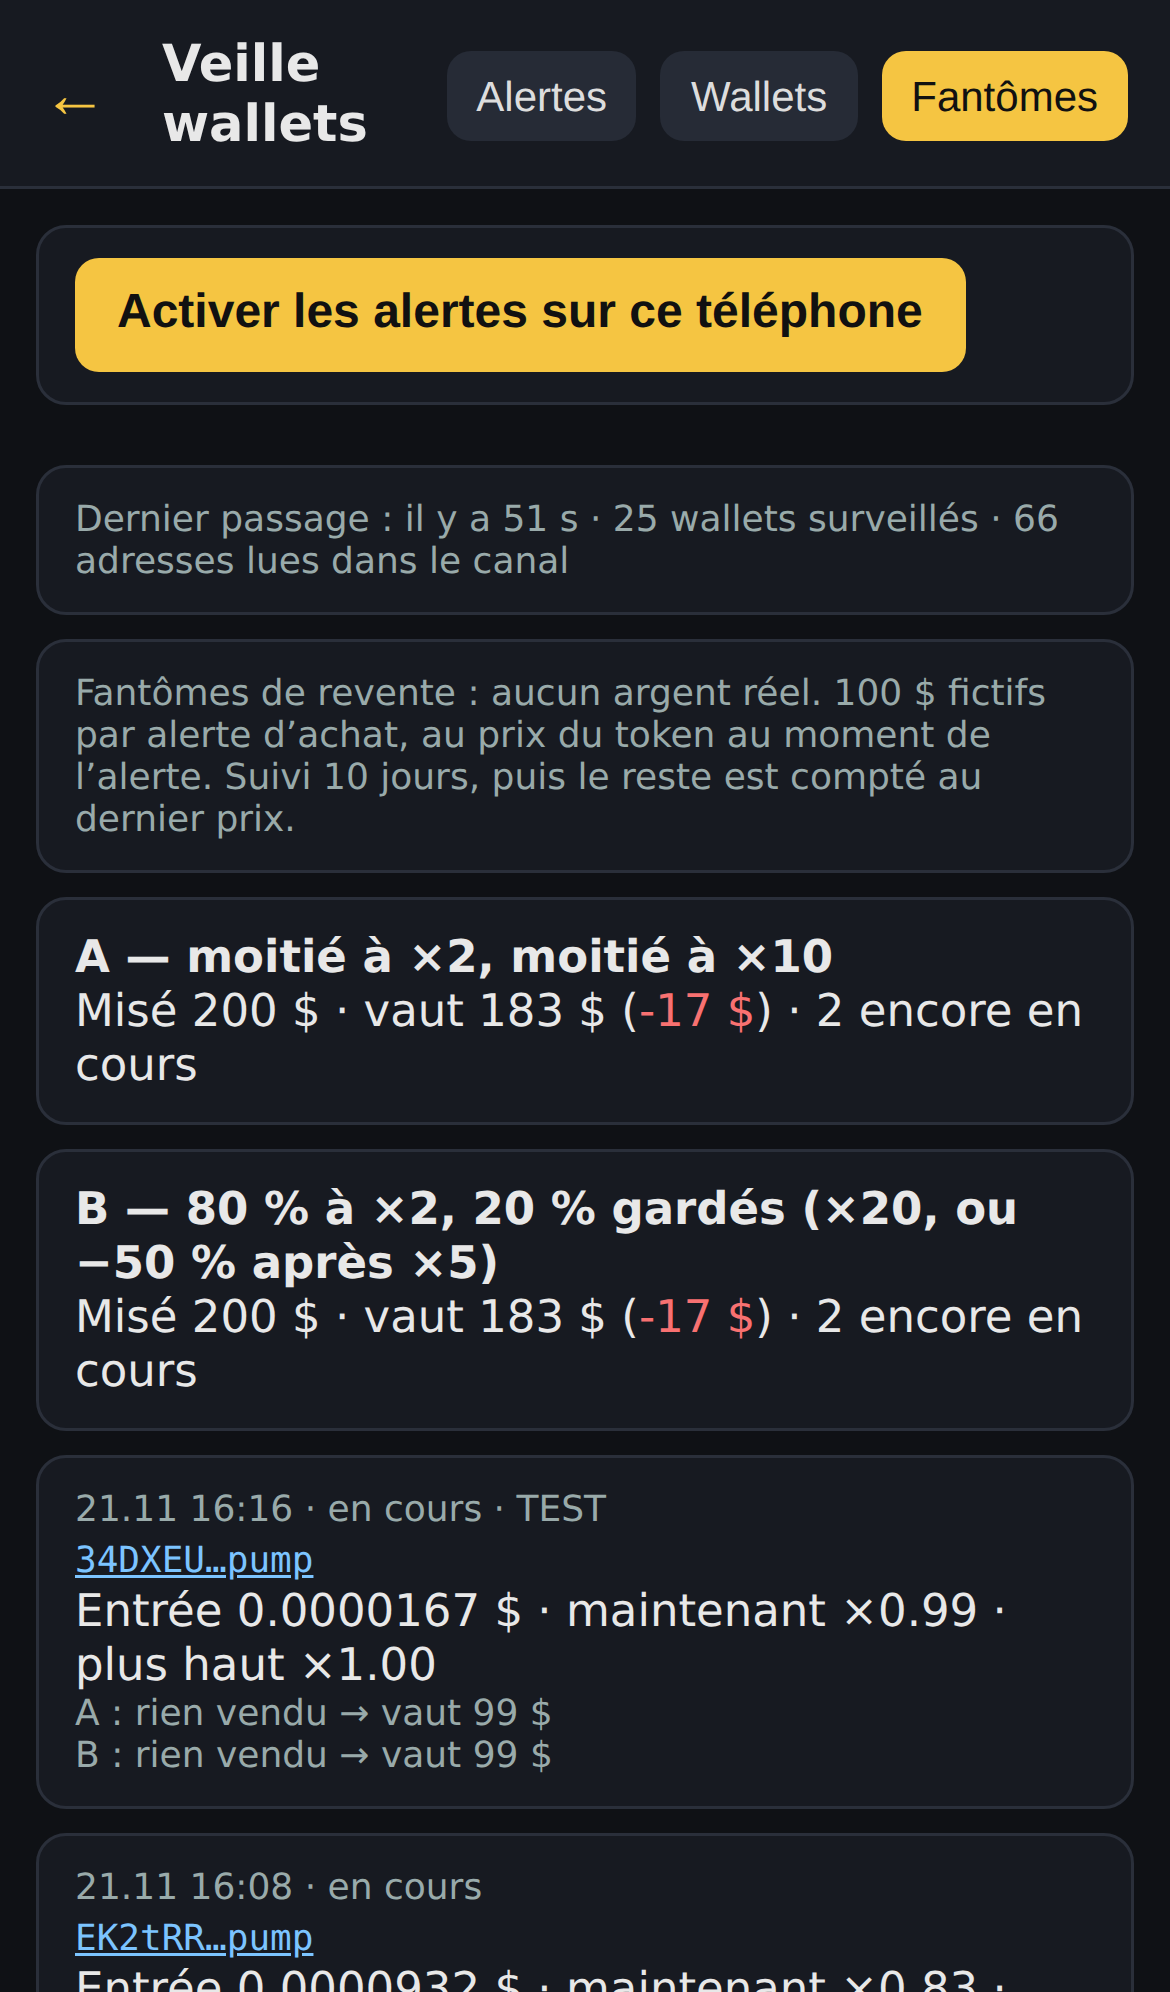 ←
Veille
wallets
Alertes
Wallets
Fantômes
Activer les alertes sur ce téléphone
Dernier passage : il y a 51 s · 25 wallets surveillés · 66
adresses lues dans le canal
Fantômes de revente : aucun argent réel. 100 $ fictifs
par alerte d’achat, au prix du token au moment de
l’alerte. Suivi 10 jours, puis le reste est compté au
dernier prix.
A — moitié à ×2, moitié à ×10
Misé 200 $ · vaut 183 $ (-17 $) · 2 encore en
cours
B — 80 % à ×2, 20 % gardés (×20, ou
−50 % après ×5)
Misé 200 $ · vaut 183 $ (-17 $) · 2 encore en
cours
21.11 16:16 · en cours · TEST
34DXEU…pump
Entrée 0.0000167 $ · maintenant ×0.99 ·
plus haut ×1.00
A : rien vendu → vaut 99 $
B : rien vendu → vaut 99 $
21.11 16:08 · en cours
EK2tRR…pump
Entrée 0.0000932 $ · maintenant ×0.83 ·